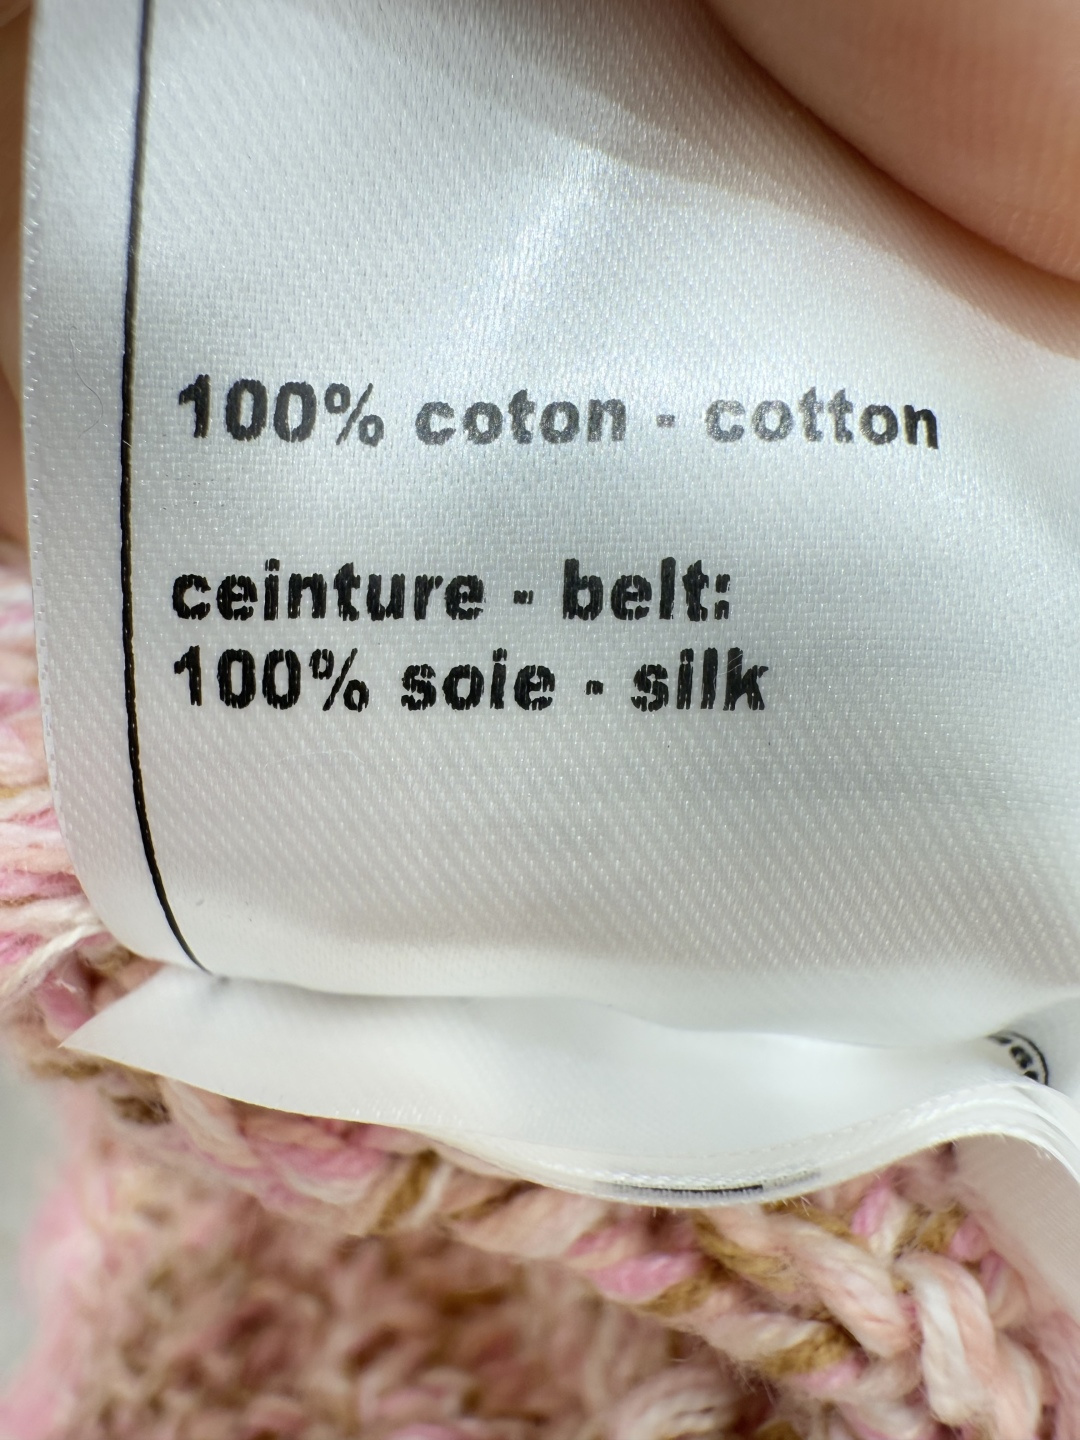 100% coton - cotton
ceinture - belt:
100% soie - silk